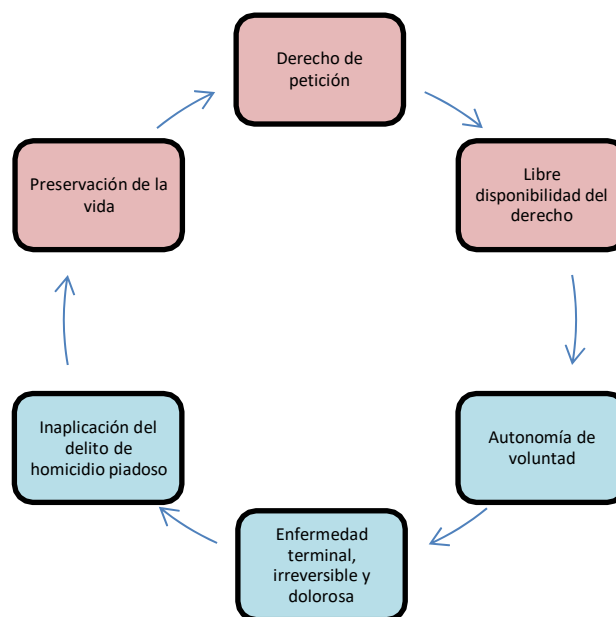 Derecho de
petición
Libre
disponibilidad del
derecho
Autonomía de
voluntad
Enfermedad
terminal,
irreversible y
dolorosa
Inaplicación del
delito de
homicidio piadoso
Preservación de la
vida